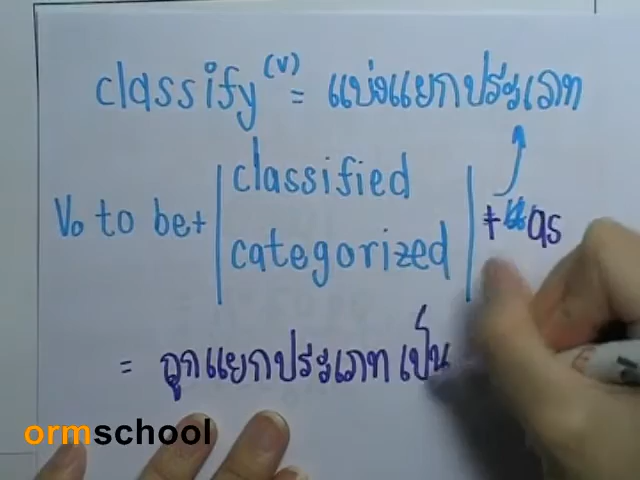 classify (v) = แบ่งแยกประเภท
V. to be + classified + as
categorized
= ถูกแยกประเภทเป็น
ormschool